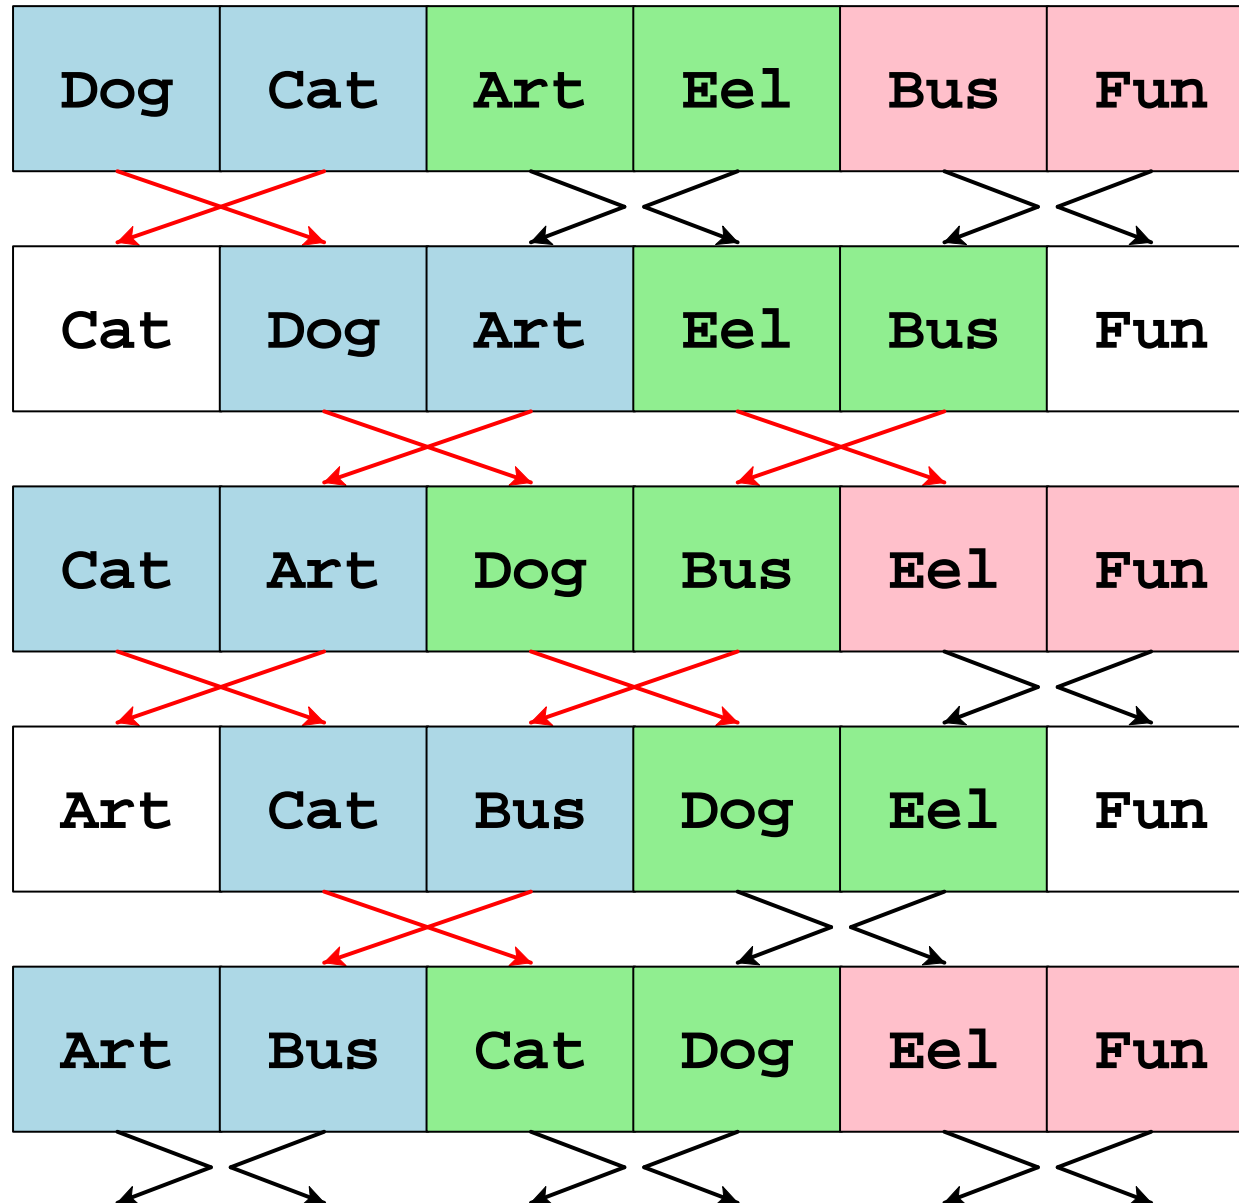 Dog Cat Art Eel Bus Fun
Cat Dog Art Eel Bus Fun
Cat Art Dog Bus Eel Fun
Art Cat Bus Dog Eel Fun
Art Bus Cat Dog Eel Fun